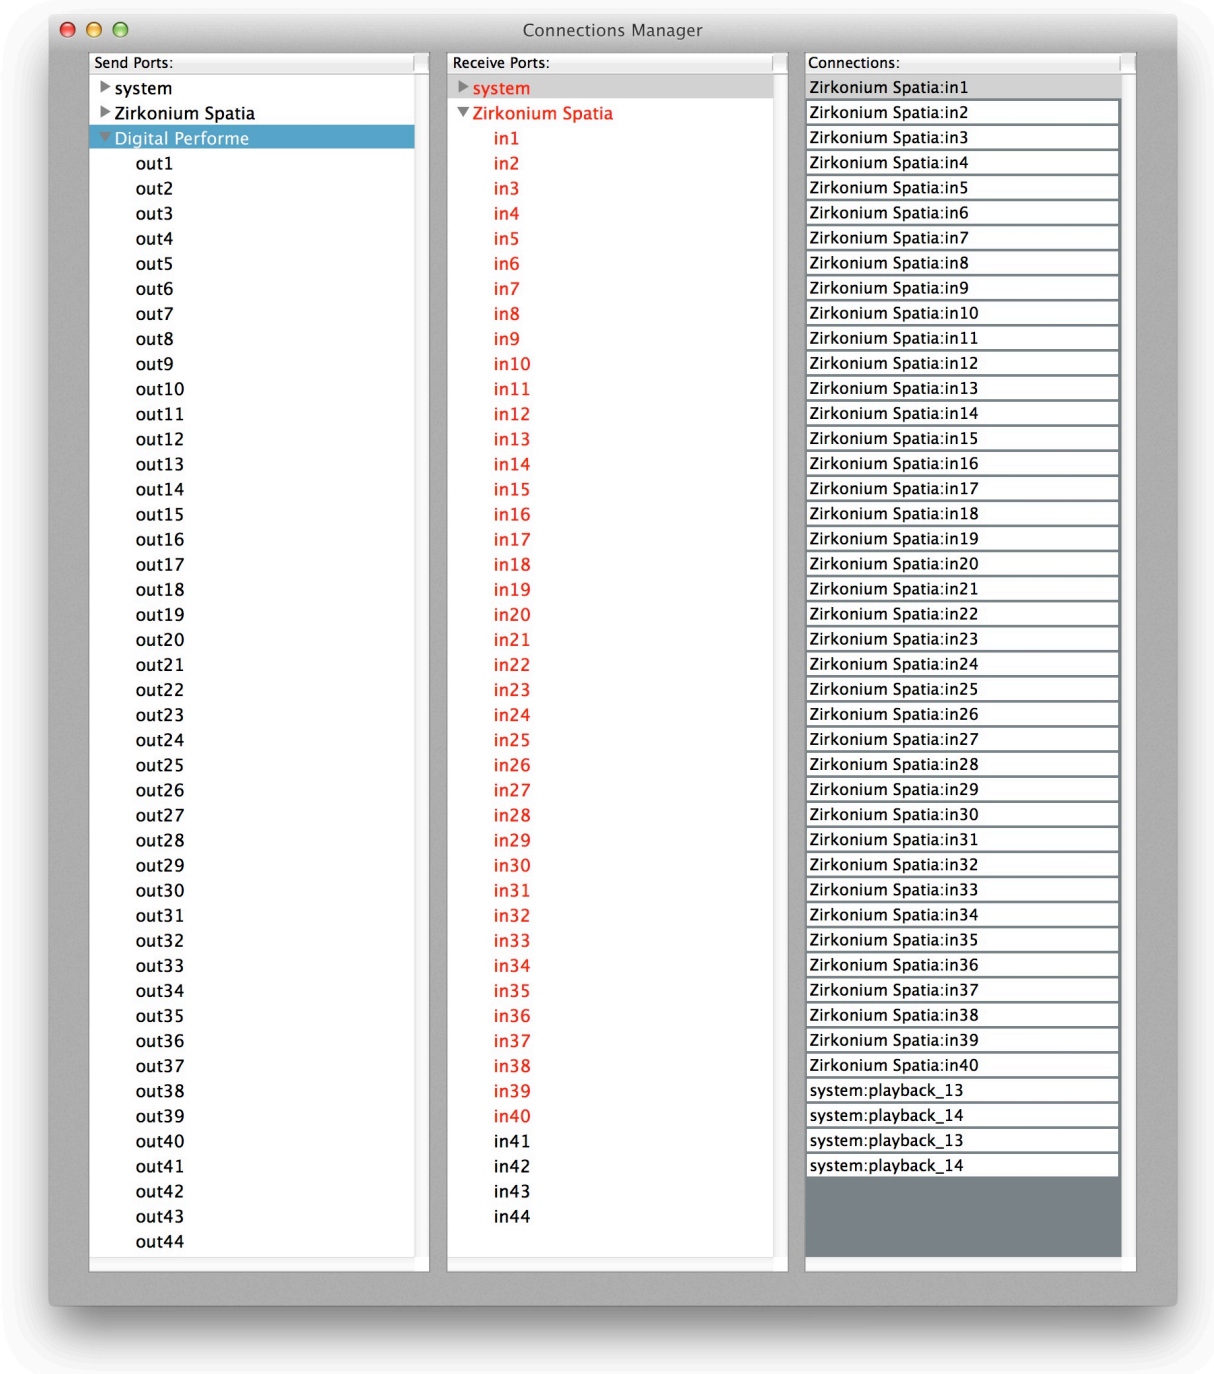 Connections Manager
Send Ports:
system
Zirkonium Spatia
Digital Performe
out1
out2
out3
out4
out5
out6
out7
out8
out9
out10
out11
out12
out13
out14
out15
out16
out17
out18
out19
out20
out21
out22
out23
out24
out25
out26
out27
out28
out29
out30
out31
out32
out33
out34
out35
out36
out37
out38
out39
out40
out41
out42
out43
out44
Receive Ports:
system
Zirkonium Spatia
in1
in2
in3
in4
in5
in6
in7
in8
in9
in10
in11
in12
in13
in14
in15
in16
in17
in18
in19
in20
in21
in22
in23
in24
in25
in26
in27
in28
in29
in30
in31
in32
in33
in34
in35
in36
in37
in38
in39
in40
in41
in42
in43
in44
Connections:
Zirkonium Spatia:in1
Zirkonium Spatia:in2
Zirkonium Spatia:in3
Zirkonium Spatia:in4
Zirkonium Spatia:in5
Zirkonium Spatia:in6
Zirkonium Spatia:in7
Zirkonium Spatia:in8
Zirkonium Spatia:in9
Zirkonium Spatia:in10
Zirkonium Spatia:in11
Zirkonium Spatia:in12
Zirkonium Spatia:in13
Zirkonium Spatia:in14
Zirkonium Spatia:in15
Zirkonium Spatia:in16
Zirkonium Spatia:in17
Zirkonium Spatia:in18
Zirkonium Spatia:in19
Zirkonium Spatia:in20
Zirkonium Spatia:in21
Zirkonium Spatia:in22
Zirkonium Spatia:in23
Zirkonium Spatia:in24
Zirkonium Spatia:in25
Zirkonium Spatia:in26
Zirkonium Spatia:in27
Zirkonium Spatia:in28
Zirkonium Spatia:in29
Zirkonium Spatia:in30
Zirkonium Spatia:in31
Zirkonium Spatia:in32
Zirkonium Spatia:in33
Zirkonium Spatia:in34
Zirkonium Spatia:in35
Zirkonium Spatia:in36
Zirkonium Spatia:in37
Zirkonium Spatia:in38
Zirkonium Spatia:in39
Zirkonium Spatia:in40
system:playback_13
system:playback_14
system:playback_13
system:playback_14